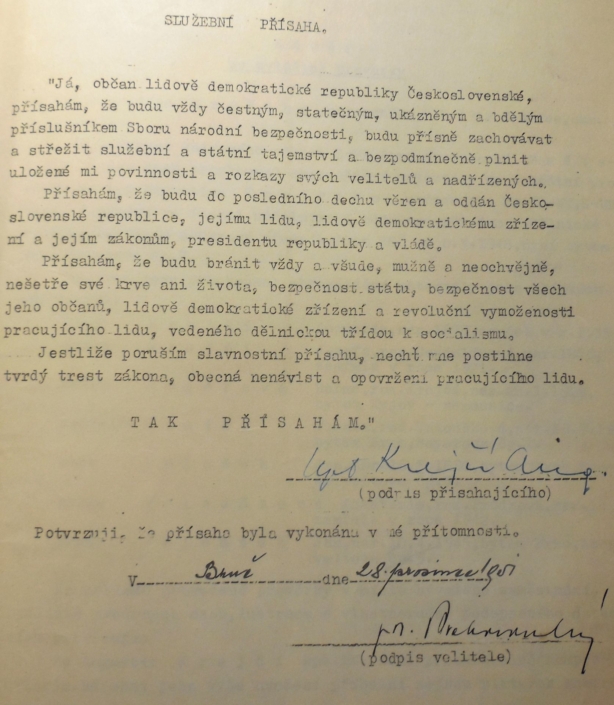 SLUŽEBNÍ PŘÍSAHA.
"Já, občan lidově demokratické republiky Československé,
přísahám, že budu vždy čestným, statečným, ukázněným a bdělým
příslušníkem Sboru národní bezpečnosti, budu přísně zachovávat
a střežit služební a státní tajemství a bezpodmínečně plnit
uložené mi povinnosti a rozkazy svých velitelů a nadřízených.
Přísahám, že budu do posledního dechu věren a oddán Česko-
slovenské republice, jejímu lidu, lidově demokratickému zříze-
ní a jejím zákonům, presidentu republiky a vládě.
Přísahám, že budu bránit vždy a všude, mužně a neochvějně,
nešetře své krve ani života, bezpečnost státu, bezpečnost všech
jeho občanů, lidově demokratické zřízení a revoluční vymoženosti
pracujícího lidu, vedeného dělnickou třídou k socialismu.
Jestliže poruším slavnostní přísahu, nechť mne postihne
tvrdý trest zákona, obecná nenávist a opovržení pracujícího lidu.
TAK PŘÍSAHÁM."
Krejčí
(podpis přísahajícího)
Potvrzuji, že přísaha byla vykonána v mé přítomnosti.
V dne 28. prosince
(podpis velitele)